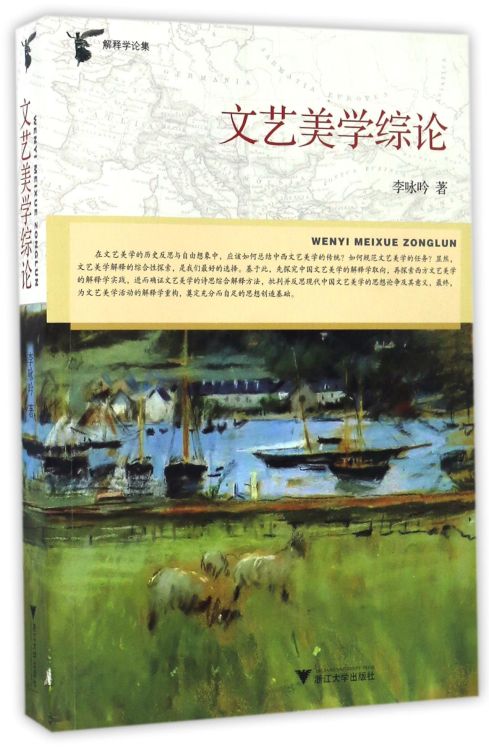 解释学论集
文艺美学综论
李咏吟 著
WENYI MEIXUE ZONGLUN
在文艺美学的历史反思与自由想象中，应该如何总结中西文艺美学的传统？如何规范文艺美学的任务？显然，
文艺美学解释的综合性探索，是我们最好的选择。基于此，先探究中国文艺美学的解释学取向，再探索西方文艺美学
的解释学实践，进而确证文艺美学的诗思综合解释方法，批判并反思现代中国文艺美学的思想论争及其意义，最终，
为文艺美学活动的解释学重构，奠定充分而自足的思想创造基础。
浙江大学出版社
文艺美学综论
WENYI MEIXUE ZONGLUN
李咏吟 著
浙江大学出版社